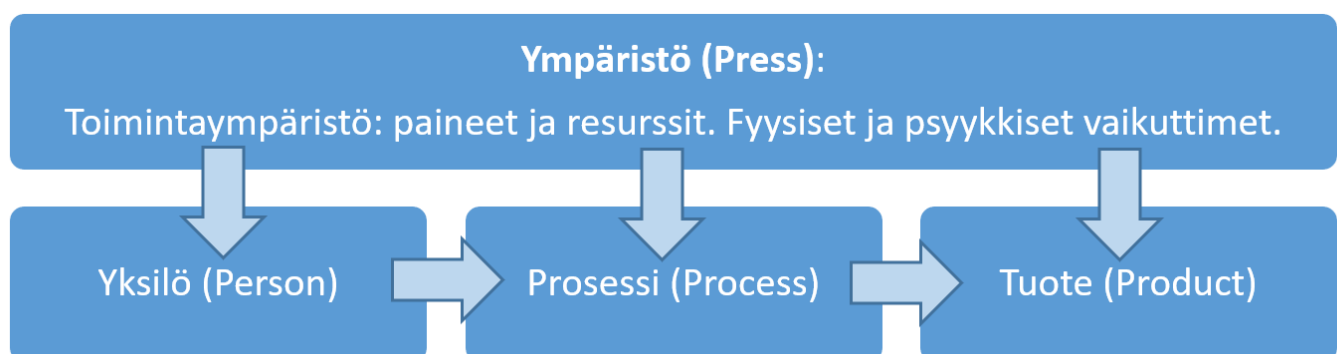 Ympäristö (Press):
Toimintaympäristö: paineet ja resurssit. Fyysiset ja psyykkiset vaikuttimet.
Yksilö (Person)
Prosessi (Process)
Tuote (Product)